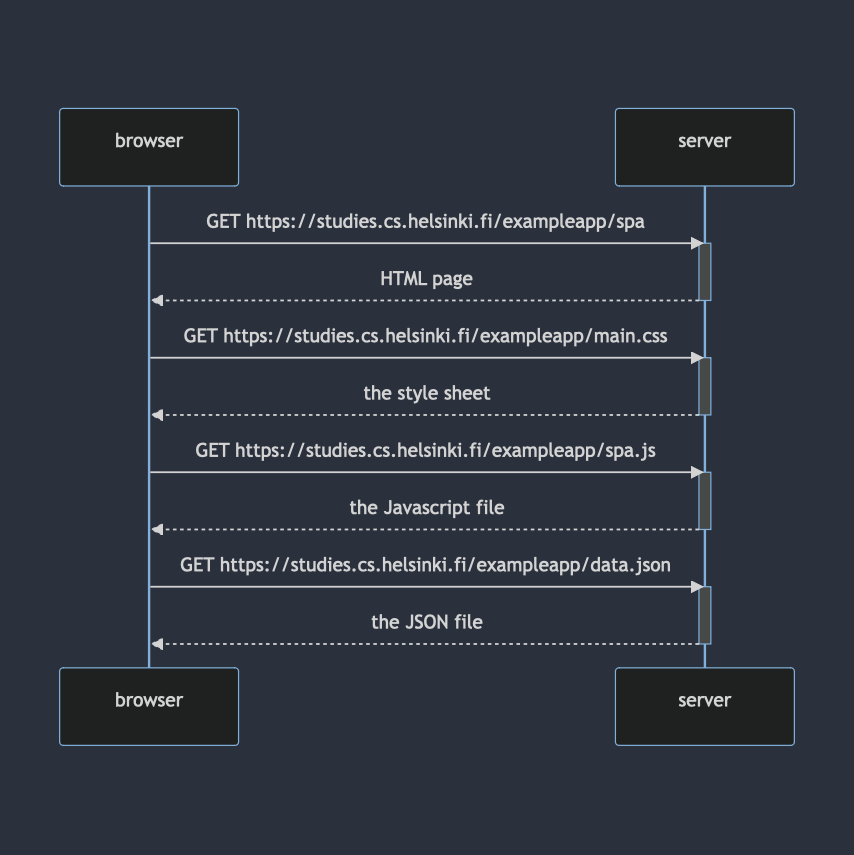 browser
server
GET https://studies.cs.helsinki.fi/exampleapp/spa
HTML page
GET https://studies.cs.helsinki.fi/exampleapp/main.css
the style sheet
GET https://studies.cs.helsinki.fi/exampleapp/spa.js
the Javascript file
GET https://studies.cs.helsinki.fi/exampleapp/data.json
the JSON file
browser
server